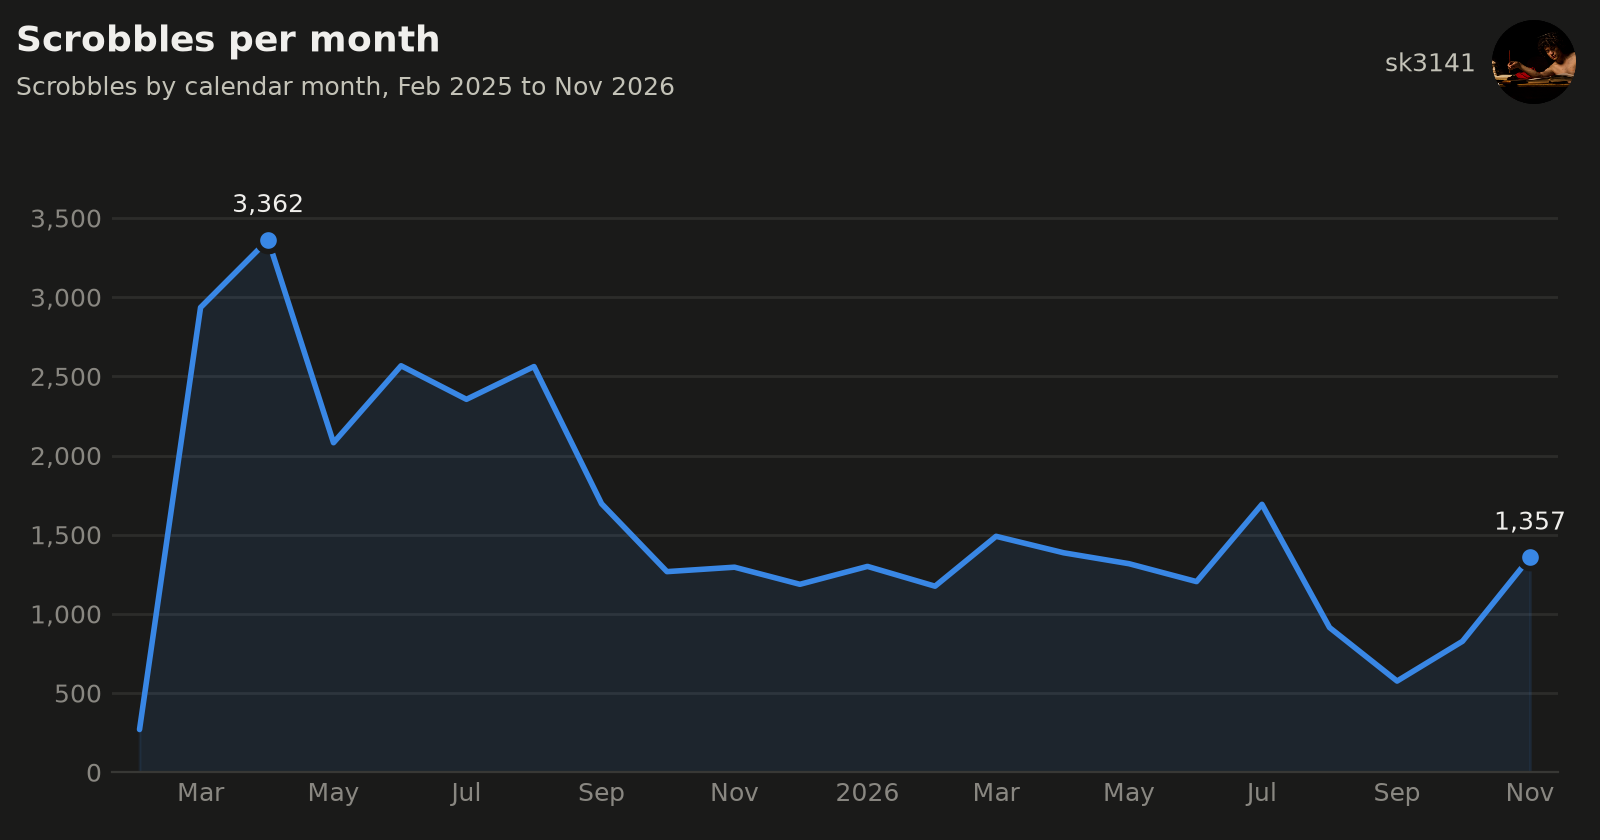 Scrobbles per month
Scrobbles by calendar month, Feb 2025 to Nov 2026
sk3141
3,362
3,500
3,000
2,500
2,000
1,500
1,357
1,000
500
0
Mar May Jul Sep Nov 2026 Mar May Jul Sep Nov